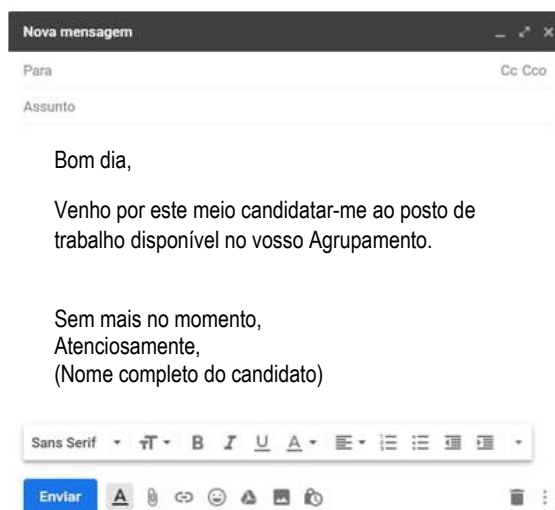 Nova mensagem
Para Cc Cco
Assunto
Bom dia,
Venho por este meio candidatar-me ao posto de
trabalho disponível no vosso Agrupamento.
Sem mais no momento,
Atenciosamente,
(Nome completo do candidato)
Sans Serif
Enviar